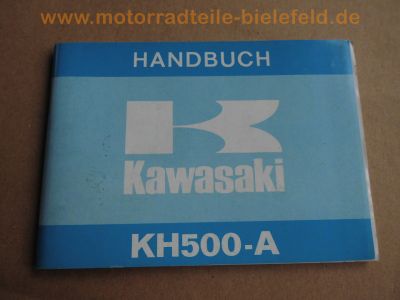 www.motorradteile-bielefeld.de
HANDBUCH
Kawasaki
KH500-A